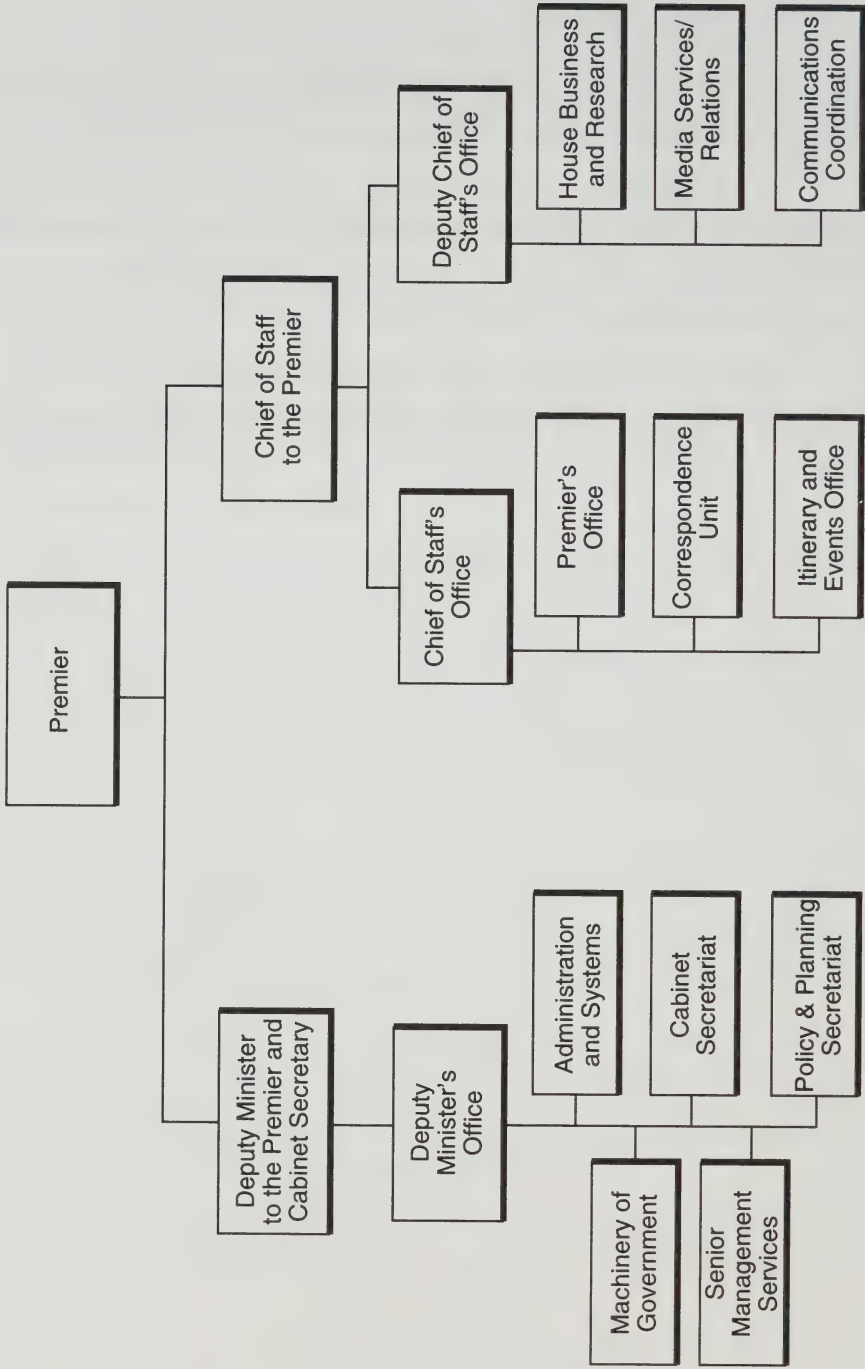 Premier
Deputy Minister
to the Premier and
Cabinet Secretary
Chief of Staff
to the Premier
Deputy
Minister's
Office
Chief of Staff's
Office
Deputy Chief of
Staff's Office
Administration
and Systems
Machinery of
Government
Cabinet
Secretariat
Senior
Management
Services
Policy & Planning
Secretariat
Premier's
Office
Correspondence
Unit
Itinerary and
Events Office
House Business
and Research
Media Services/
Relations
Communications
Coordination